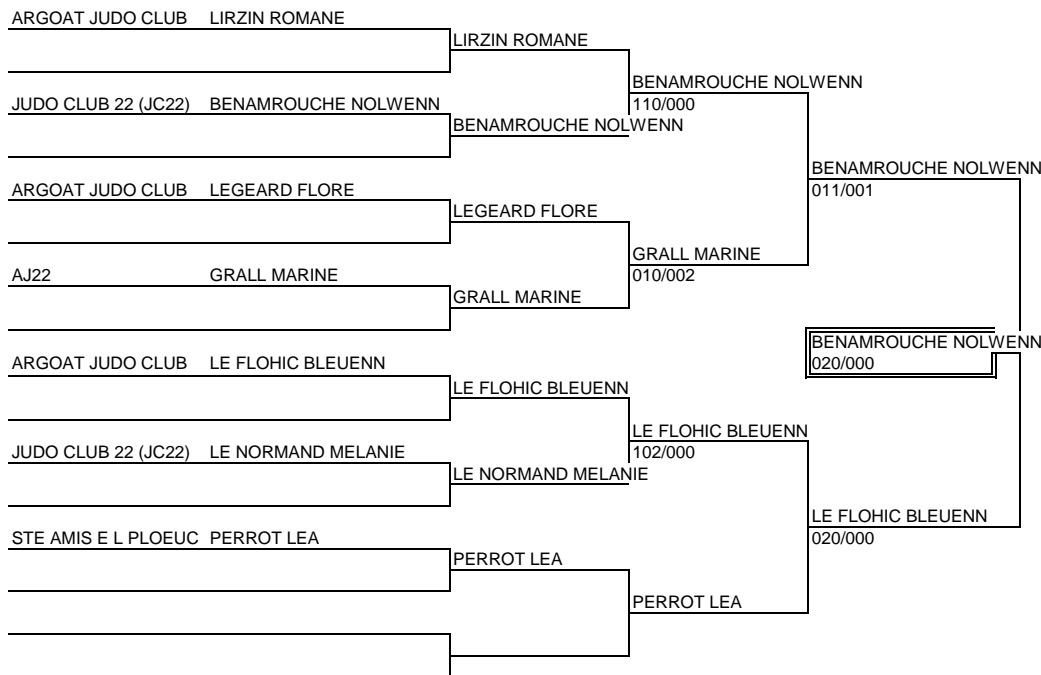 ARGOAT JUDO CLUB LIRZIN ROMANE
LIRZIN ROMANE
BENAMROUCHE NOLWENN
110/000
JUDO CLUB 22 (JC22) BENAMROUCHE NOLWENN
BENAMROUCHE NOLWENN
BENAMROUCHE NOLWENN
011/001
ARGOAT JUDO CLUB LEGEARD FLORE
LEGEARD FLORE
GRALL MARINE
010/002
AJ22 GRALL MARINE
GRALL MARINE
BENAMROUCHE NOLWENN
020/000
ARGOAT JUDO CLUB LE FLOHIC BLEUENN
LE FLOHIC BLEUENN
LE FLOHIC BLEUENN
102/000
JUDO CLUB 22 (JC22) LE NORMAND MELANIE
LE NORMAND MELANIE
LE FLOHIC BLEUENN
020/000
STE AMIS E L PLOEUC PERROT LEA
PERROT LEA
PERROT LEA